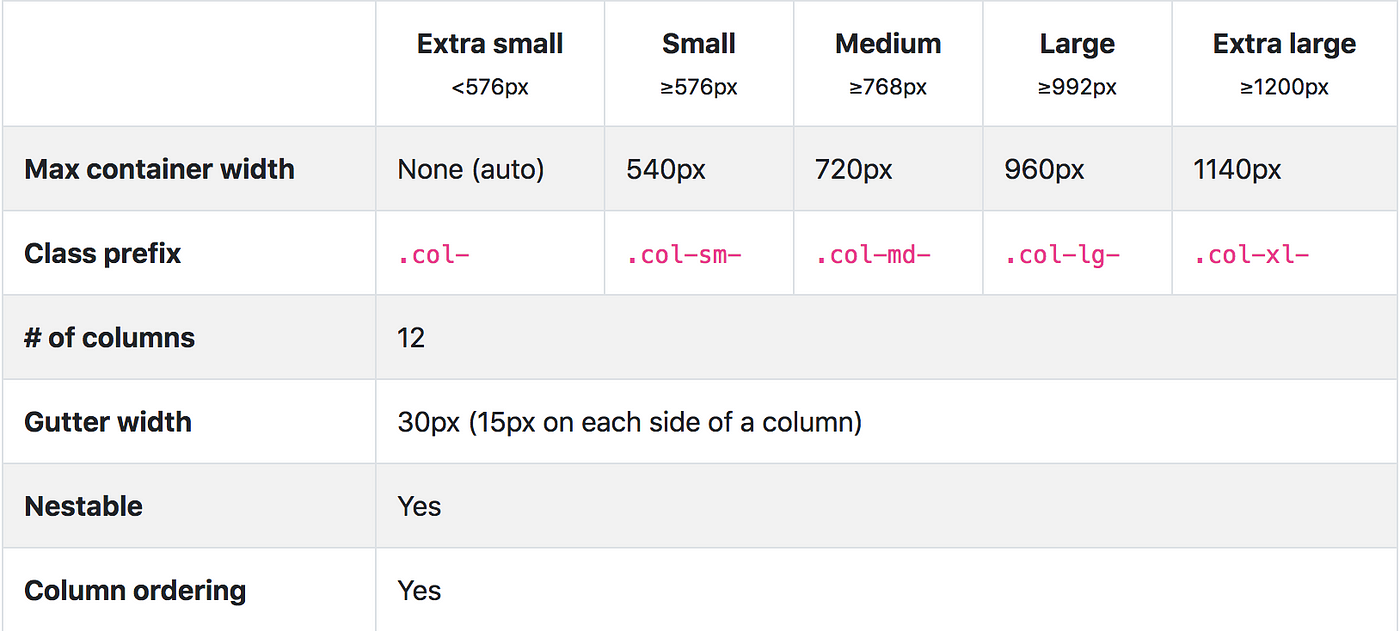 Extra small Small Medium Large Extra large
<576px ≥576px ≥768px ≥992px ≥1200px
Max container width None (auto) 540px 720px 960px 1140px
Class prefix .col- .col-sm- .col-md- .col-lg- .col-xl-
# of columns 12
Gutter width 30px (15px on each side of a column)
Nestable Yes
Column ordering Yes